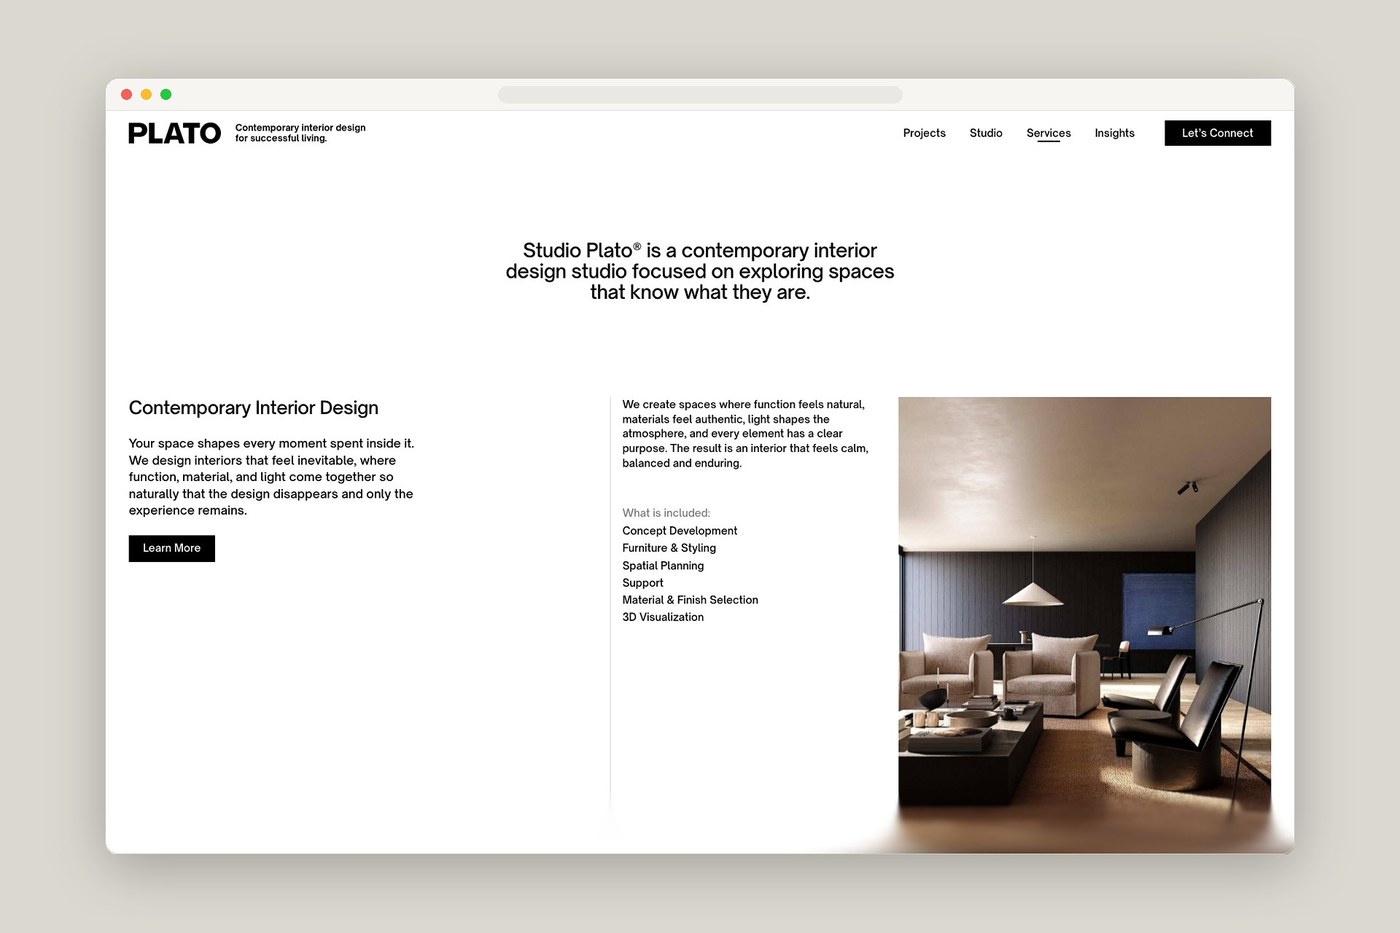 PLATO
Contemporary interior design
for successful living.
Projects
Studio
Services
Insights
Let's Connect
Studio Plato® is a contemporary interior
design studio focused on exploring spaces
that know what they are.
Contemporary Interior Design
Your space shapes every moment spent inside it.
We design interiors that feel inevitable, where
function, material, and light come together so
naturally that the design disappears and only the
experience remains.
Learn More
We create spaces where function feels natural,
materials feel authentic, light shapes the
atmosphere, and every element has a clear
purpose. The result is an interior that feels calm,
balanced and enduring.
What is included:
Concept Development
Furniture & Styling
Spatial Planning
Support
Material & Finish Selection
3D Visualization